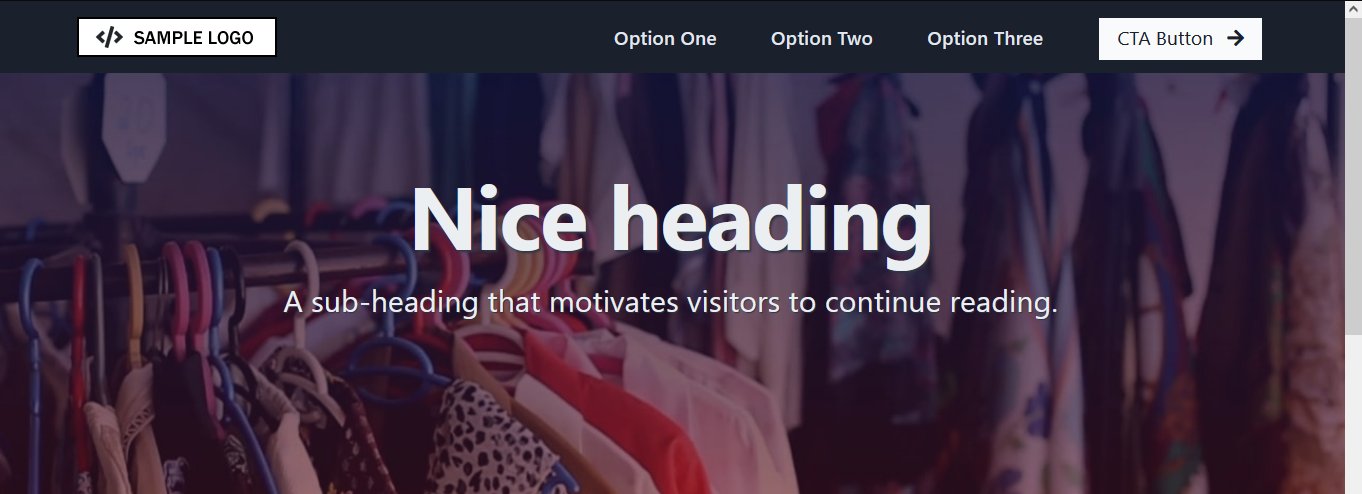 SAMPLE LOGO
Option One
Option Two
Option Three
CTA Button
Nice heading
A sub-heading that motivates visitors to continue reading.